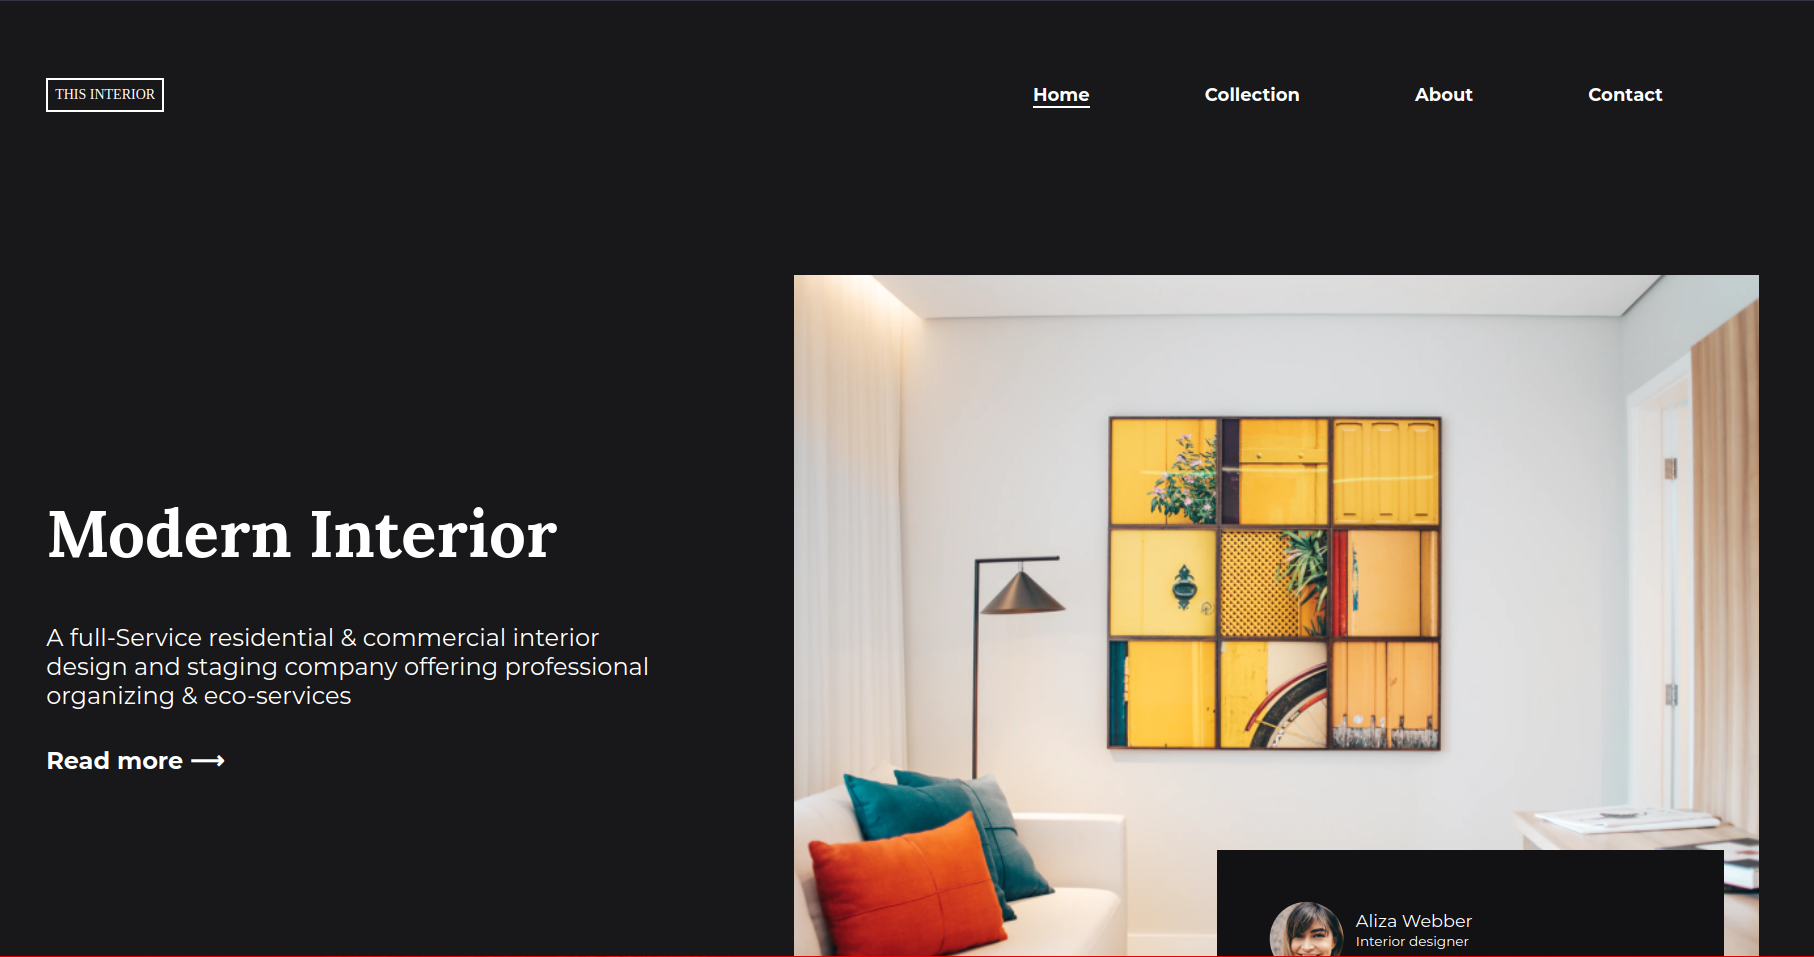 THIS INTERIOR
Home
Collection
About
Contact
Modern Interior
A full-Service residential & commercial interior
design and staging company offering professional
organizing & eco-services
Read more ⟶
Aliza Webber
Interior designer